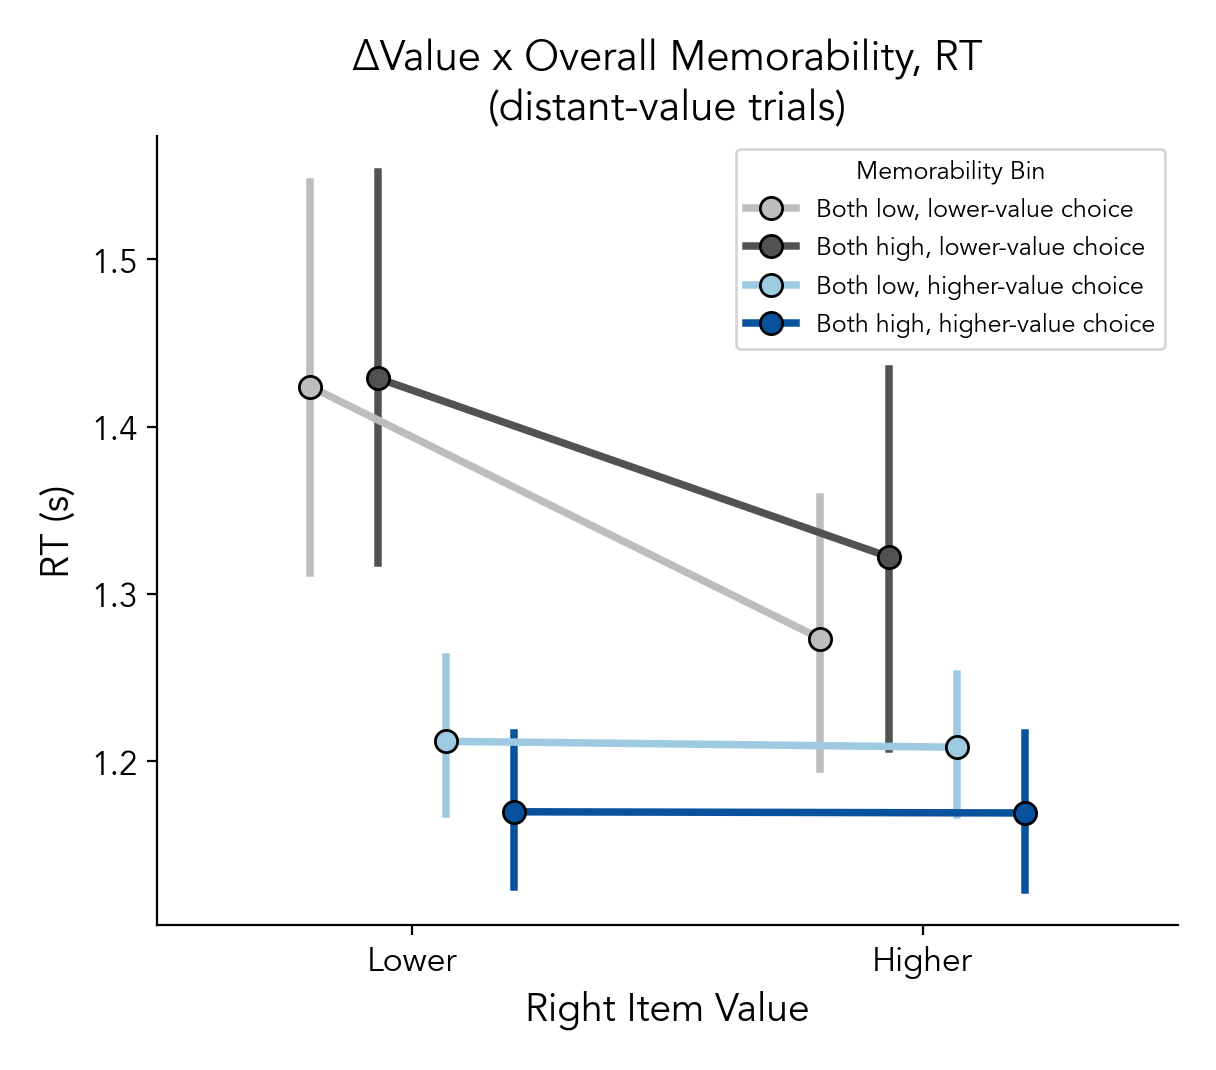 ΔValue x Overall Memorability, RT
(distant-value trials)
Memorability Bin
Both low, lower-value choice
Both high, lower-value choice
Both low, higher-value choice
Both high, higher-value choice
1.5
1.4
1.3
1.2
RT (s)
Lower
Higher
Right Item Value